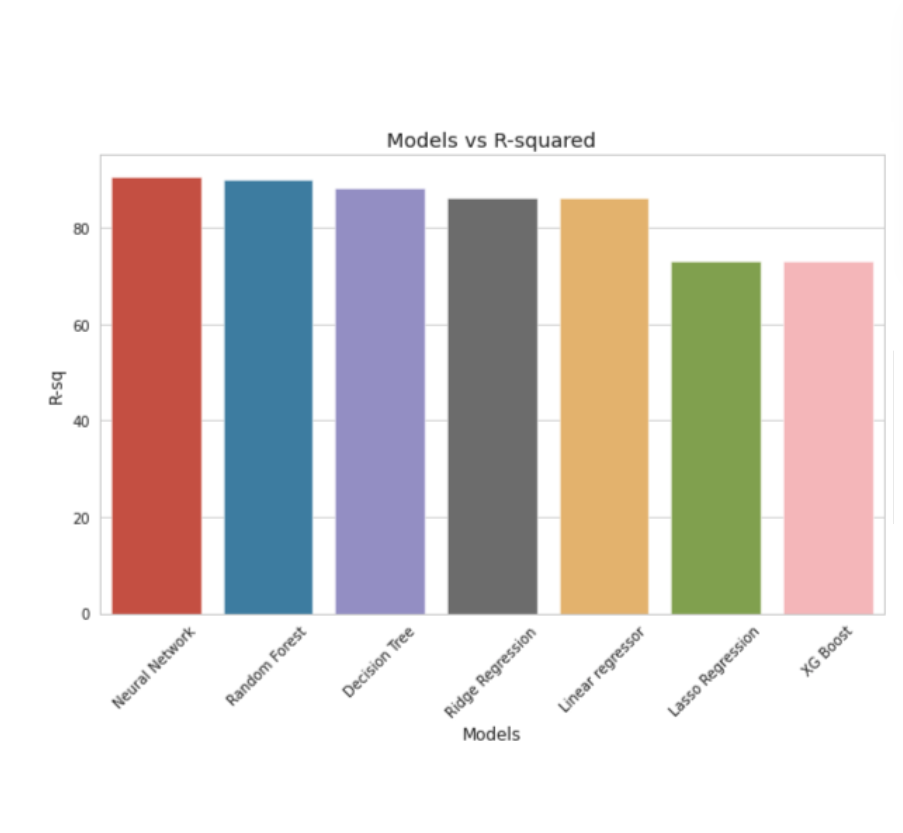 Models vs R-squared
80
60
40
20
0
R-sq
Neural Network
Random Forest
Decision Tree
Ridge Regression
Linear regressor
Lasso Regression
XG Boost
Models